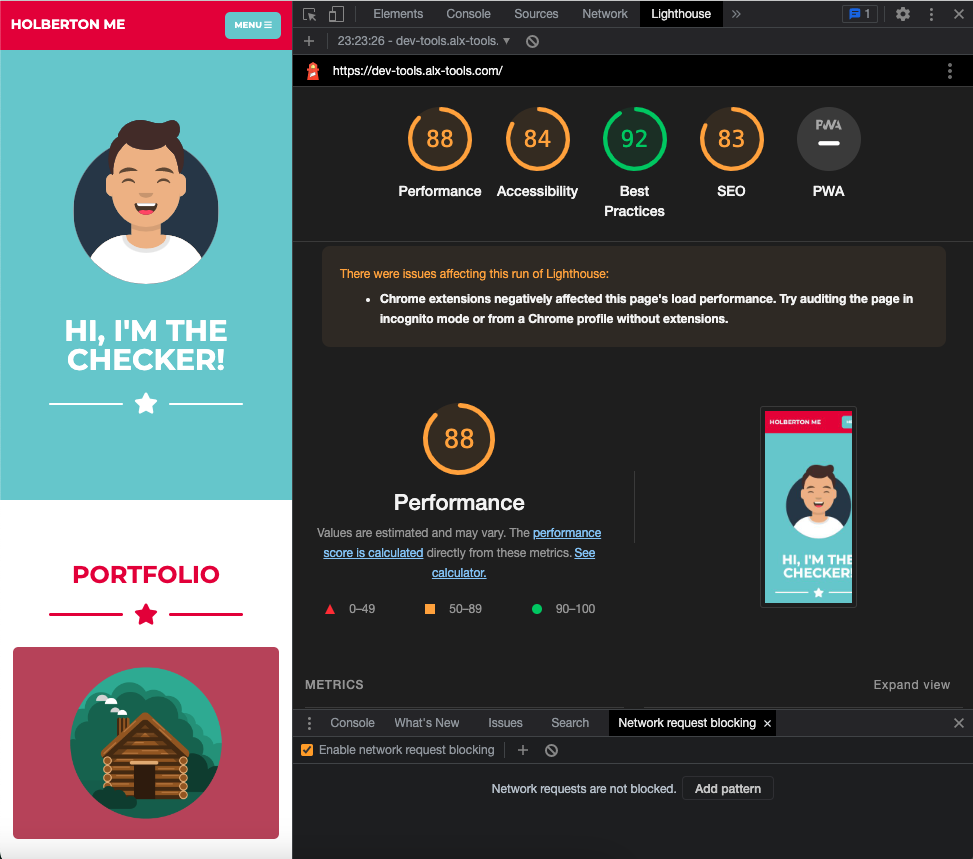 HOLBERTON ME
MENU
HI, I'M THE
CHECKER!
PORTFOLIO
Elements Console Sources Network Lighthouse » 1
23:23:26 - dev-tools.alx-tools.
https://dev-tools.alx-tools.com/
88 84 92 83 PWA
Performance Accessibility Best SEO PWA
Practices
There were issues affecting this run of Lighthouse:
• Chrome extensions negatively affected this page's load performance. Try auditing the page in
incognito mode or from a Chrome profile without extensions.
88
Performance
Values are estimated and may vary. The performance
score is calculated directly from these metrics. See
calculator.
0–49 50–89 90–100
HOLBERTON ME
HI, I'M THE
CHECKER!
METRICS Expand view
Console What's New Issues Search Network request blocking ×
Enable network request blocking
Network requests are not blocked. Add pattern